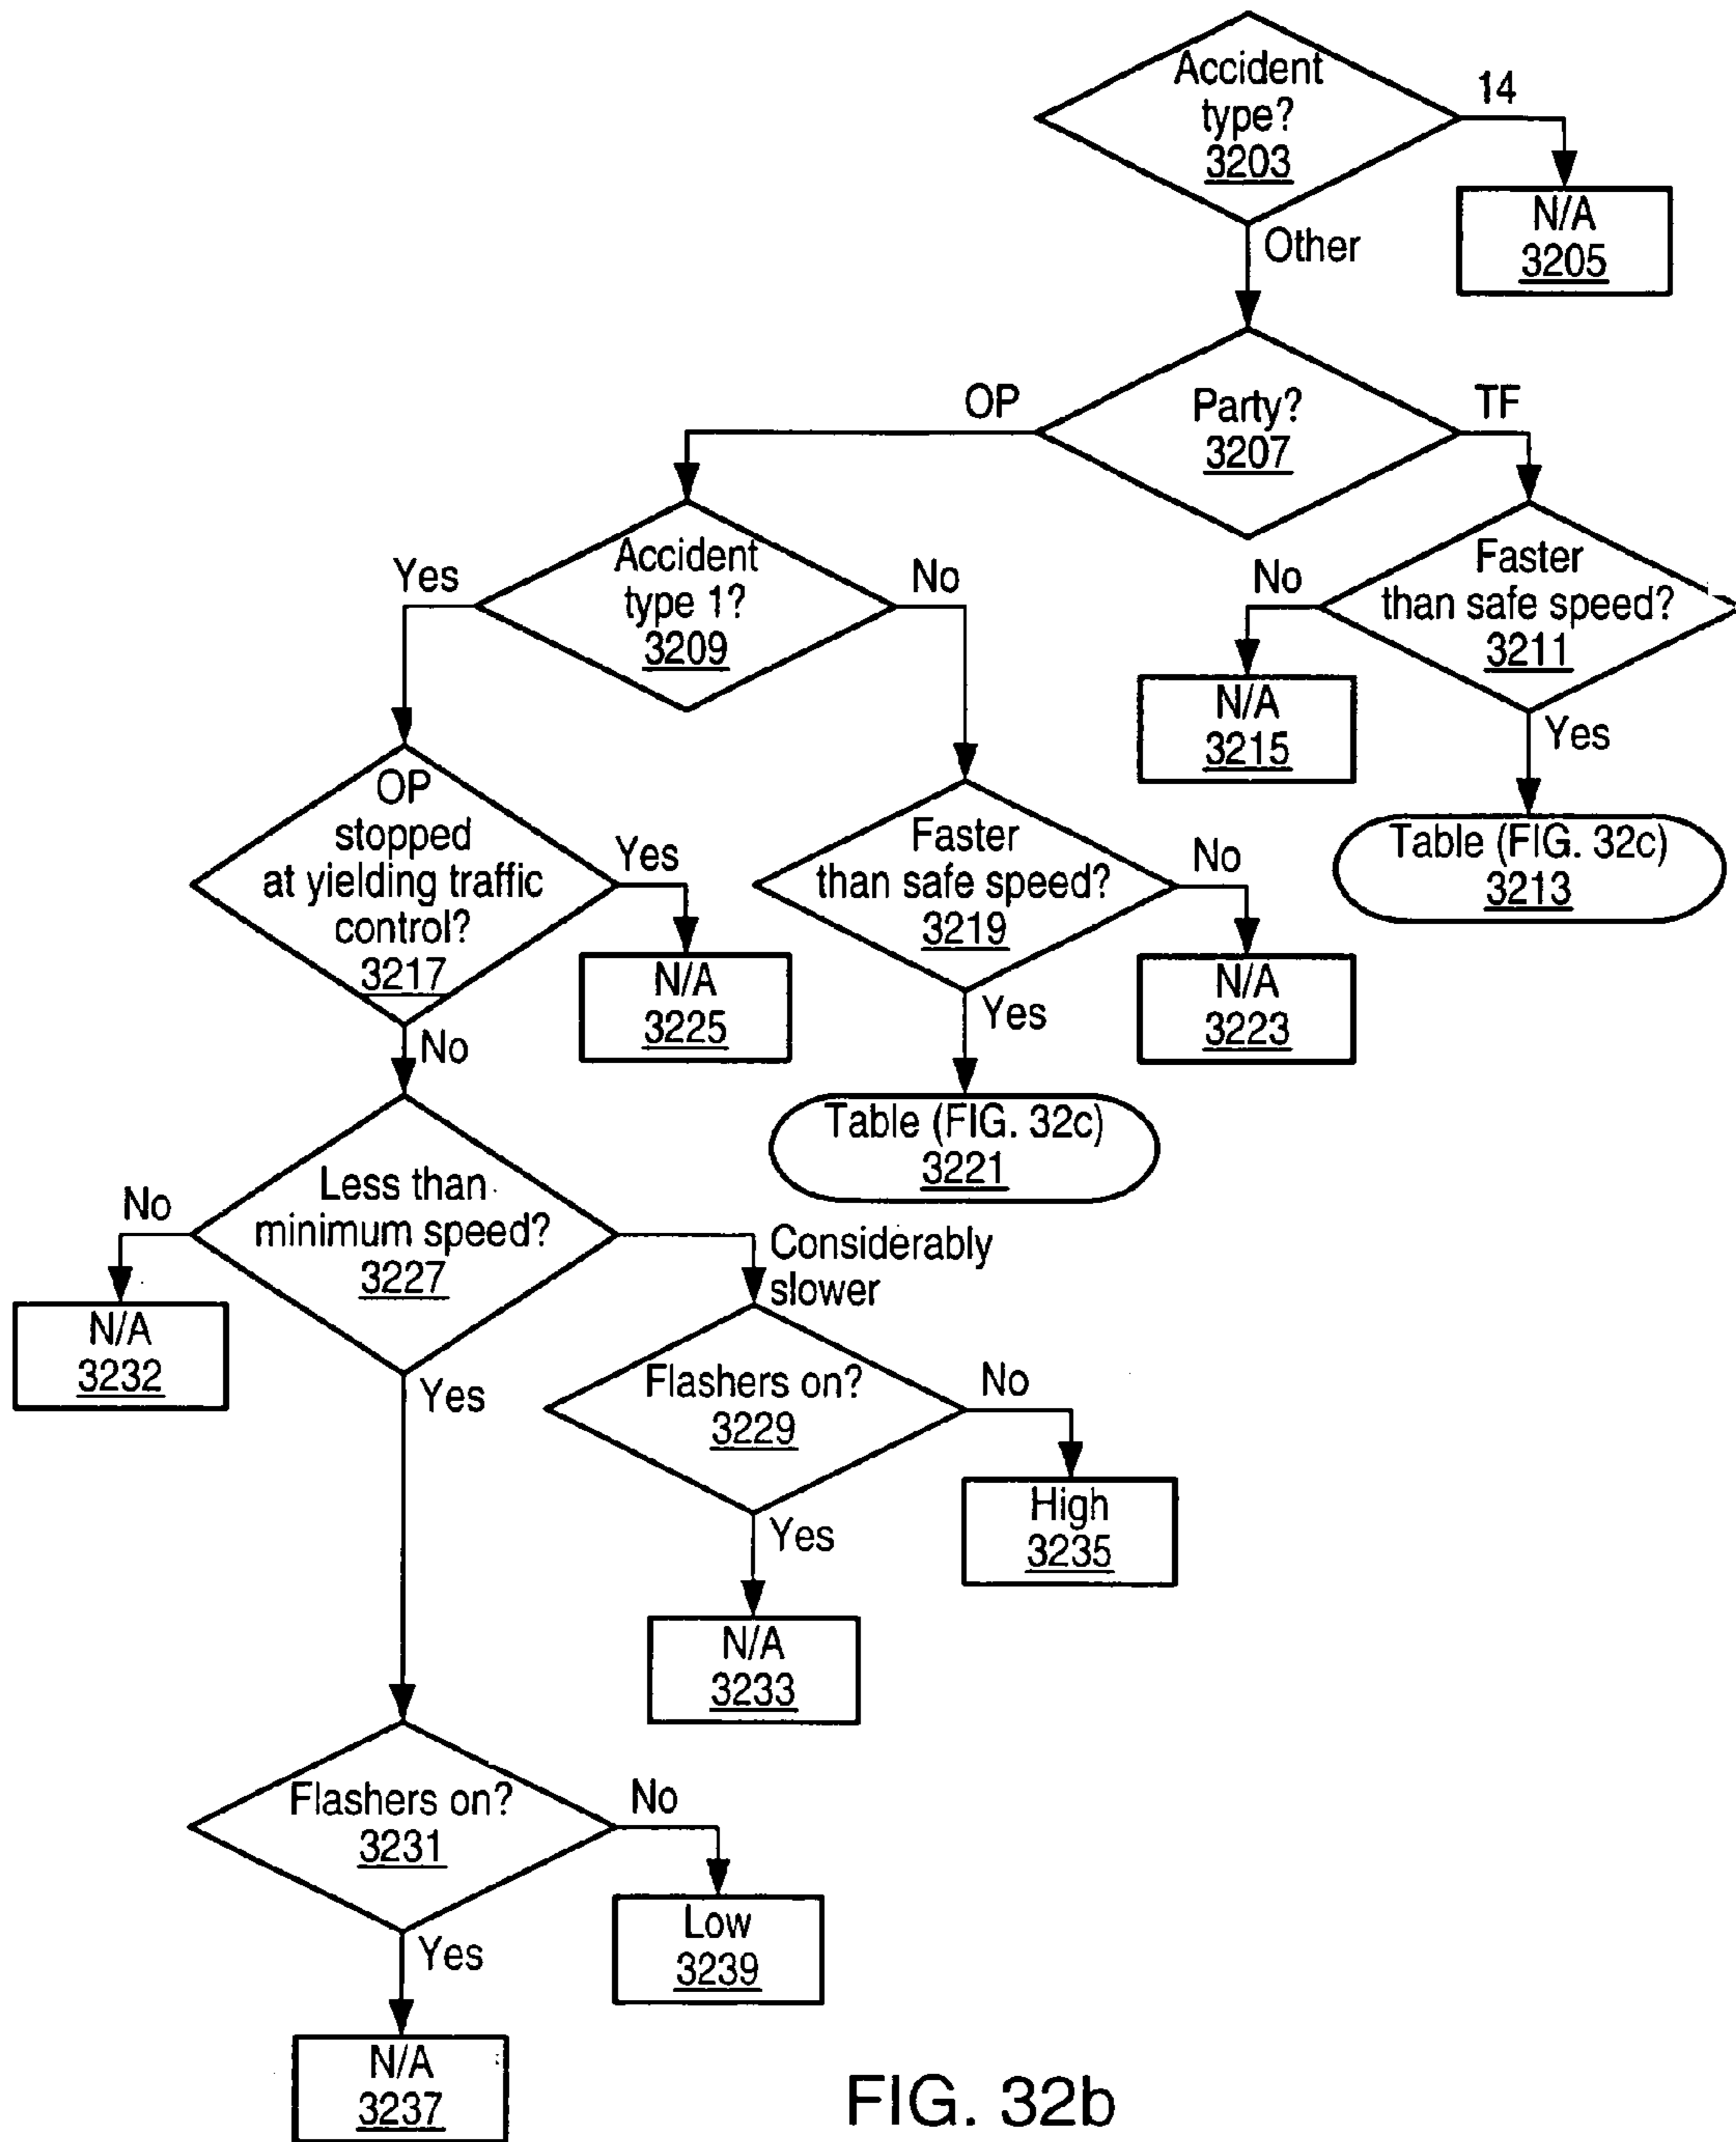 Accident
type?
3203
14
N/A
3205
Other
OP
Party?
3207
TF
Yes
Accident
type 1?
3209
No
No
Faster
than safe speed?
3211
N/A
3215
Yes
Table (FIG. 32c)
3213
OP
stopped
at yielding traffic
control?
3217
Yes
N/A
3225
Faster
than safe speed?
3219
No
N/A
3223
No
Yes
Table (FIG. 32c)
3221
No
Less than
minimum speed?
3227
Considerably
slower
N/A
3232
Yes
Flashers on?
3229
No
High
3235
Yes
N/A
3233
Flashers on?
3231
No
Low
3239
Yes
N/A
3237
FIG. 32b